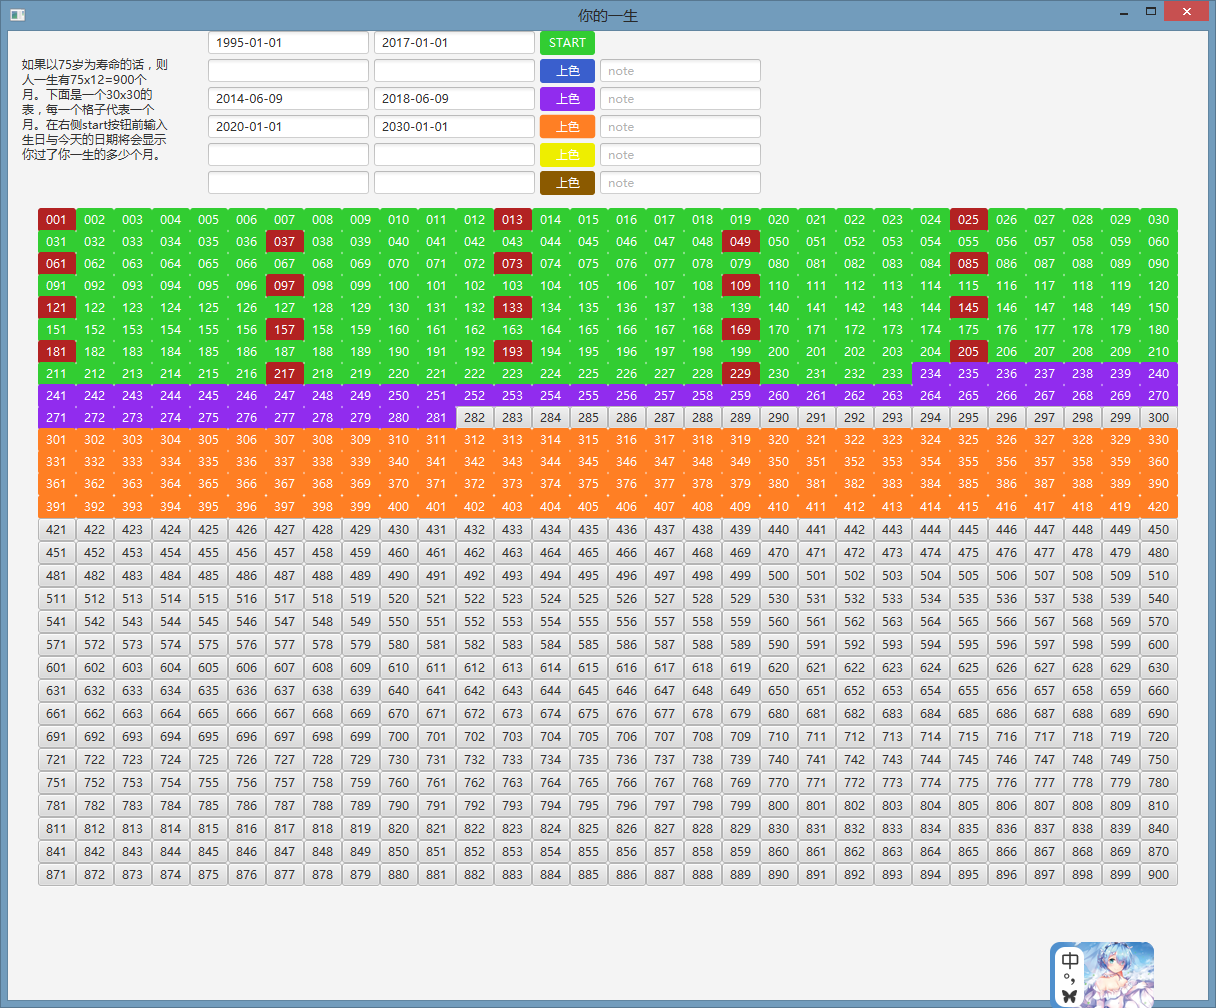 你的一生
1995-01-01 2017-01-01 START
如果以75岁为寿命的话，则
人一生有75x12=900个
月。下面是一个30x30的
表，每一个格子代表一个
月。在右侧start按钮前输入
生日与今天的日期将会显示
你过了你一生的多少个月。
上色 note
2014-06-09 2018-06-09 上色 note
2020-01-01 2030-01-01 上色 note
上色 note
上色 note
001 002 003 004 005 006 007 008 009 010 011 012 013 014 015 016 017 018 019 020 021 022 023 024 025 026 027 028 029 030
031 032 033 034 035 036 037 038 039 040 041 042 043 044 045 046 047 048 049 050 051 052 053 054 055 056 057 058 059 060
061 062 063 064 065 066 067 068 069 070 071 072 073 074 075 076 077 078 079 080 081 082 083 084 085 086 087 088 089 090
091 092 093 094 095 096 097 098 099 100 101 102 103 104 105 106 107 108 109 110 111 112 113 114 115 116 117 118 119 120
121 122 123 124 125 126 127 128 129 130 131 132 133 134 135 136 137 138 139 140 141 142 143 144 145 146 147 148 149 150
151 152 153 154 155 156 157 158 159 160 161 162 163 164 165 166 167 168 169 170 171 172 173 174 175 176 177 178 179 180
181 182 183 184 185 186 187 188 189 190 191 192 193 194 195 196 197 198 199 200 201 202 203 204 205 206 207 208 209 210
211 212 213 214 215 216 217 218 219 220 221 222 223 224 225 226 227 228 229 230 231 232 233 234 235 236 237 238 239 240
241 242 243 244 245 246 247 248 249 250 251 252 253 254 255 256 257 258 259 260 261 262 263 264 265 266 267 268 269 270
271 272 273 274 275 276 277 278 279 280 281 282 283 284 285 286 287 288 289 290 291 292 293 294 295 296 297 298 299 300
301 302 303 304 305 306 307 308 309 310 311 312 313 314 315 316 317 318 319 320 321 322 323 324 325 326 327 328 329 330
331 332 333 334 335 336 337 338 339 340 341 342 343 344 345 346 347 348 349 350 351 352 353 354 355 356 357 358 359 360
361 362 363 364 365 366 367 368 369 370 371 372 373 374 375 376 377 378 379 380 381 382 383 384 385 386 387 388 389 390
391 392 393 394 395 396 397 398 399 400 401 402 403 404 405 406 407 408 409 410 411 412 413 414 415 416 417 418 419 420
421 422 423 424 425 426 427 428 429 430 431 432 433 434 435 436 437 438 439 440 441 442 443 444 445 446 447 448 449 450
451 452 453 454 455 456 457 458 459 460 461 462 463 464 465 466 467 468 469 470 471 472 473 474 475 476 477 478 479 480
481 482 483 484 485 486 487 488 489 490 491 492 493 494 495 496 497 498 499 500 501 502 503 504 505 506 507 508 509 510
511 512 513 514 515 516 517 518 519 520 521 522 523 524 525 526 527 528 529 530 531 532 533 534 535 536 537 538 539 540
541 542 543 544 545 546 547 548 549 550 551 552 553 554 555 556 557 558 559 560 561 562 563 564 565 566 567 568 569 570
571 572 573 574 575 576 577 578 579 580 581 582 583 584 585 586 587 588 589 590 591 592 593 594 595 596 597 598 599 600
601 602 603 604 605 606 607 608 609 610 611 612 613 614 615 616 617 618 619 620 621 622 623 624 625 626 627 628 629 630
631 632 633 634 635 636 637 638 639 640 641 642 643 644 645 646 647 648 649 650 651 652 653 654 655 656 657 658 659 660
661 662 663 664 665 666 667 668 669 670 671 672 673 674 675 676 677 678 679 680 681 682 683 684 685 686 687 688 689 690
691 692 693 694 695 696 697 698 699 700 701 702 703 704 705 706 707 708 709 710 711 712 713 714 715 716 717 718 719 720
721 722 723 724 725 726 727 728 729 730 731 732 733 734 735 736 737 738 739 740 741 742 743 744 745 746 747 748 749 750
751 752 753 754 755 756 757 758 759 760 761 762 763 764 765 766 767 768 769 770 771 772 773 774 775 776 777 778 779 780
781 782 783 784 785 786 787 788 789 790 791 792 793 794 795 796 797 798 799 800 801 802 803 804 805 806 807 808 809 810
811 812 813 814 815 816 817 818 819 820 821 822 823 824 825 826 827 828 829 830 831 832 833 834 835 836 837 838 839 840
841 842 843 844 845 846 847 848 849 850 851 852 853 854 855 856 857 858 859 860 861 862 863 864 865 866 867 868 869 870
871 872 873 874 875 876 877 878 879 880 881 882 883 884 885 886 887 888 889 890 891 892 893 894 895 896 897 898 899 900
中
°，